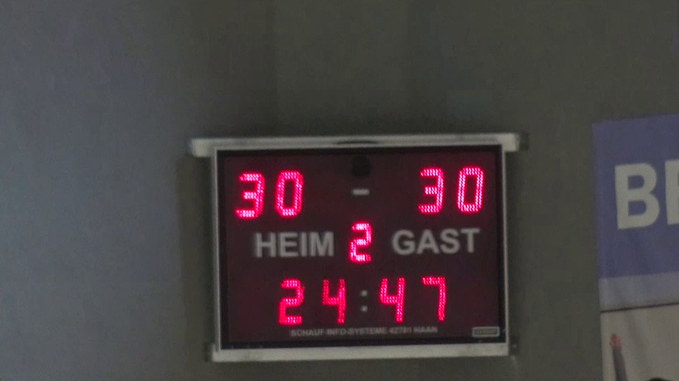 30 - 30
HEIM 2 GAST
24:47
SCHAUF INFO-SYSTEME 42781 HAAN